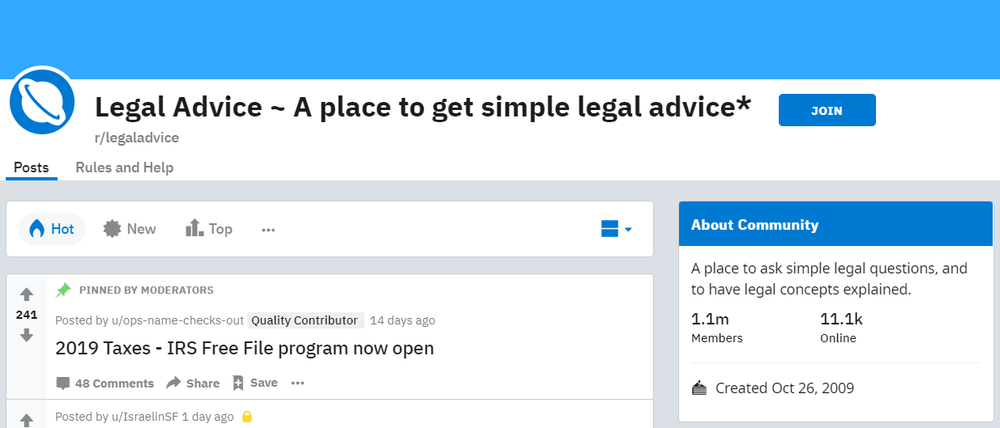 Legal Advice ~ A place to get simple legal advice*
JOIN
r/legaladvice
Posts
Rules and Help
Hot
New
Top
PINNED BY MODERATORS
241
Posted by u/ops-name-checks-out Quality Contributor 14 days ago
2019 Taxes - IRS Free File program now open
48 Comments
Share
Save
Posted by u/IsraelinSF 1 day ago
About Community
A place to ask simple legal questions, and
to have legal concepts explained.
1.1m
11.1k
Members
Online
Created Oct 26, 2009